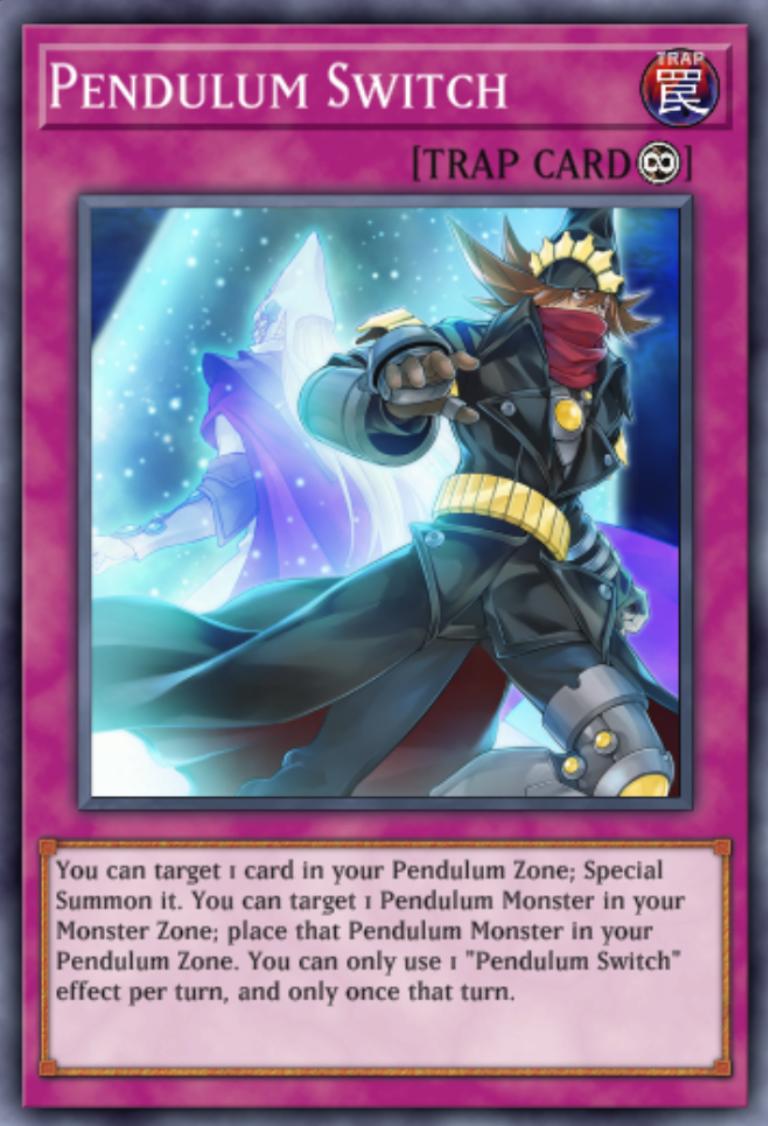 Pendulum Switch
TRAP
罠
[TRAP CARD ∞]
You can target 1 card in your Pendulum Zone; Special
Summon it. You can target 1 Pendulum Monster in your
Monster Zone; place that Pendulum Monster in your
Pendulum Zone. You can only use 1 "Pendulum Switch"
effect per turn, and only once that turn.